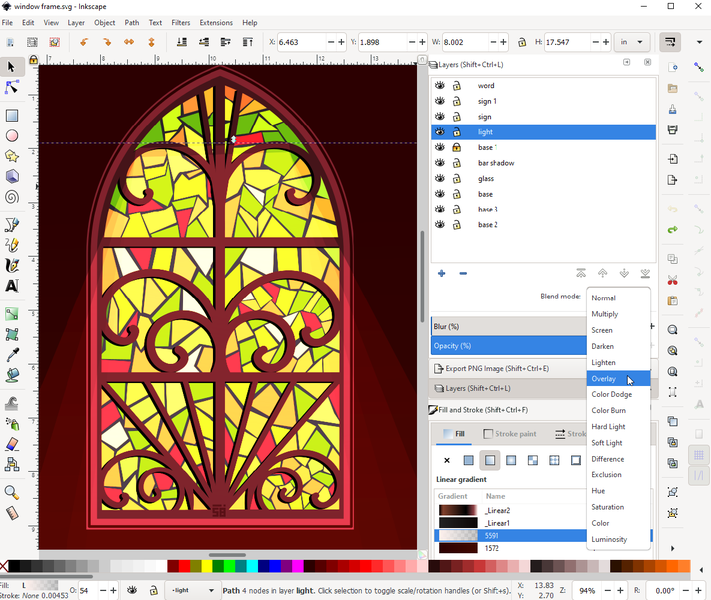 window frame.svg - Inkscape
File Edit View Layer Object Path Text Filters Extensions Help
X: 6.463 Y: 1.898 W: 8.002 H: 17.547 in
Layers (Shift+Ctrl+L)
word
sign 1
sign
light
base 1
bar shadow
glass
base
base 3
base 2
Blend mode:
Normal
Multiply
Screen
Darken
Lighten
Overlay
Color Dodge
Color Burn
Hard Light
Soft Light
Difference
Exclusion
Hue
Saturation
Color
Luminosity
Blur (%)
Opacity (%)
Export PNG Image (Shift+Ctrl+E)
Layers (Shift+Ctrl+L)
Fill and Stroke (Shift+Ctrl+F)
Fill Stroke paint Strok
Linear gradient
Gradient Name
_Lirear2
_Lirear1
5591
1572
Fill: L
Stroke: None 0.00453
O: 54
-light
Path 4 nodes in layer light. Click selection to toggle scale/rotation handles (or Shift+s).
X: 13.83
Y: 2.70
Z: 94%
R: 0.00°